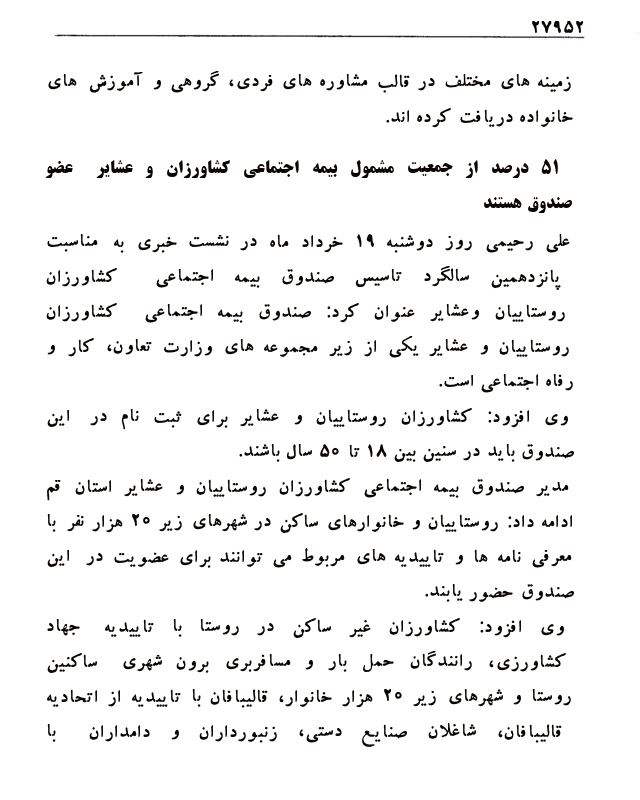 ۲۷۹۵۲
زمینه های مختلف در قالب مشاوره های فردی، گروهی و آموزش های
خانواده دریافت کرده اند.
۵۱ درصد از جمعیت مشمول بیمه اجتماعی کشاورزان و عشایر عضو
صندوق هستند
علی رحیمی روز دوشنبه ۱۹ خرداد ماه در نشست خبری به مناسبت
پانزدهمین سالگرد تاسیس صندوق بیمه اجتماعی کشاورزان
روستاییان وعشایر عنوان کرد: صندوق بیمه اجتماعی کشاورزان
روستاییان و عشایر یکی از زیر مجموعه های وزارت تعاون، کار و
رفاه اجتماعی است.
وی افزود: کشاورزان روستاییان و عشایر برای ثبت نام در این
صندوق باید در سنین بین ۱۸ تا ۵۰ سال باشند.
مدیر صندوق بیمه اجتماعی کشاورزان روستاییان و عشایر استان قم
ادامه داد: روستاییان و خانوارهای ساکن در شهرهای زیر ۲۰ هزار نفر با
معرفی نامه ها و تاییدیه های مربوط می توانند برای عضویت در این
صندوق حضور یابند.
وی افزود: کشاورزان غیر ساکن در روستا با تاییدیه جهاد
کشاورزی، رانندگان حمل بار و مسافربری برون شهری ساکنین
روستا و شهرهای زیر ۲۰ هزار خانوار، قالیبافان با تاییدیه از اتحادیه
قالیبافان، شاغلان صنایع دستی، زنبورداران و دامداران با